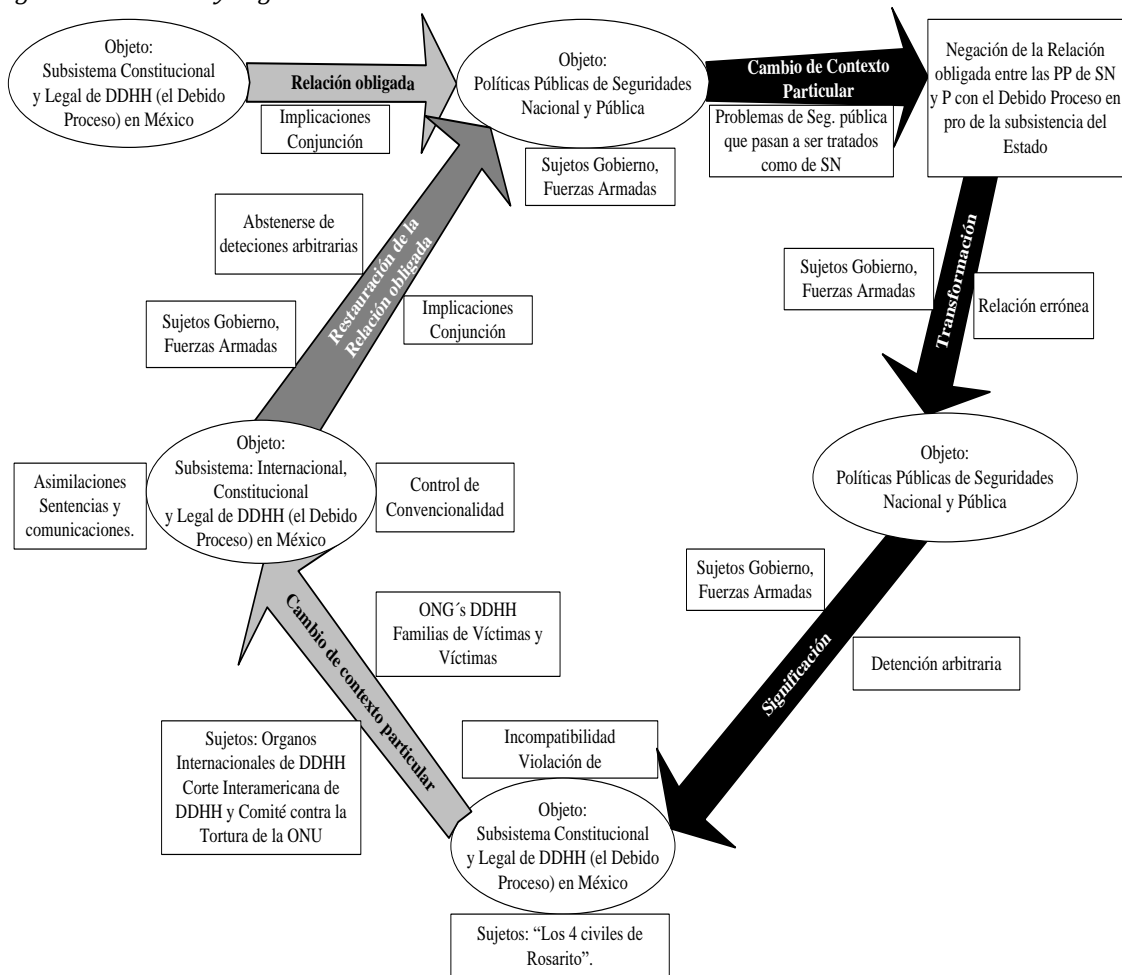 Objeto:
Subsistema Constitucional
y Legal de DDHH (el Debido
Proceso) en México
Relación obligada
Implicaciones
Conjunción
Objeto:
Políticas Públicas de Seguridades
Nacional y Pública
Sujetos Gobierno,
Fuerzas Armadas
Cambio de Contexto
Particular
Problemas de Seg. pública
que pasan a ser tratados
como de SN
Negación de la Relación
obligada entre las PP de SN
y P con el Debido Proceso en
pro de la subsistencia del
Estado
Sujetos Gobierno,
Fuerzas Armadas
Transformación
Relación errónea
Objeto:
Políticas Públicas de Seguridades
Nacional y Pública
Sujetos Gobierno,
Fuerzas Armadas
Significación
Detención arbitraria
Incompatibilidad
Violación de
Objeto:
Subsistema Constitucional
y Legal de DDHH (el Debido
Proceso) en México
Sujetos: “Los 4 civiles de
Rosarito”.
Cambio de contexto particular
ONG´s DDHH
Familias de Víctimas y
Víctimas
Sujetos: Organos
Internacionales de DDHH
Corte Interamericana de
DDHH y Comité contra la
Tortura de la ONU
Objeto:
Subsistema: Internacional,
Constitucional
y Legal de DDHH (el Debido
Proceso) en México
Asimilaciones
Sentencias y
comunicaciones.
Control de
Convencionalidad
Restauración de la
Relación obligada
Abstenerse de
deteciones arbitrarias
Sujetos Gobierno,
Fuerzas Armadas
Implicaciones
Conjunción